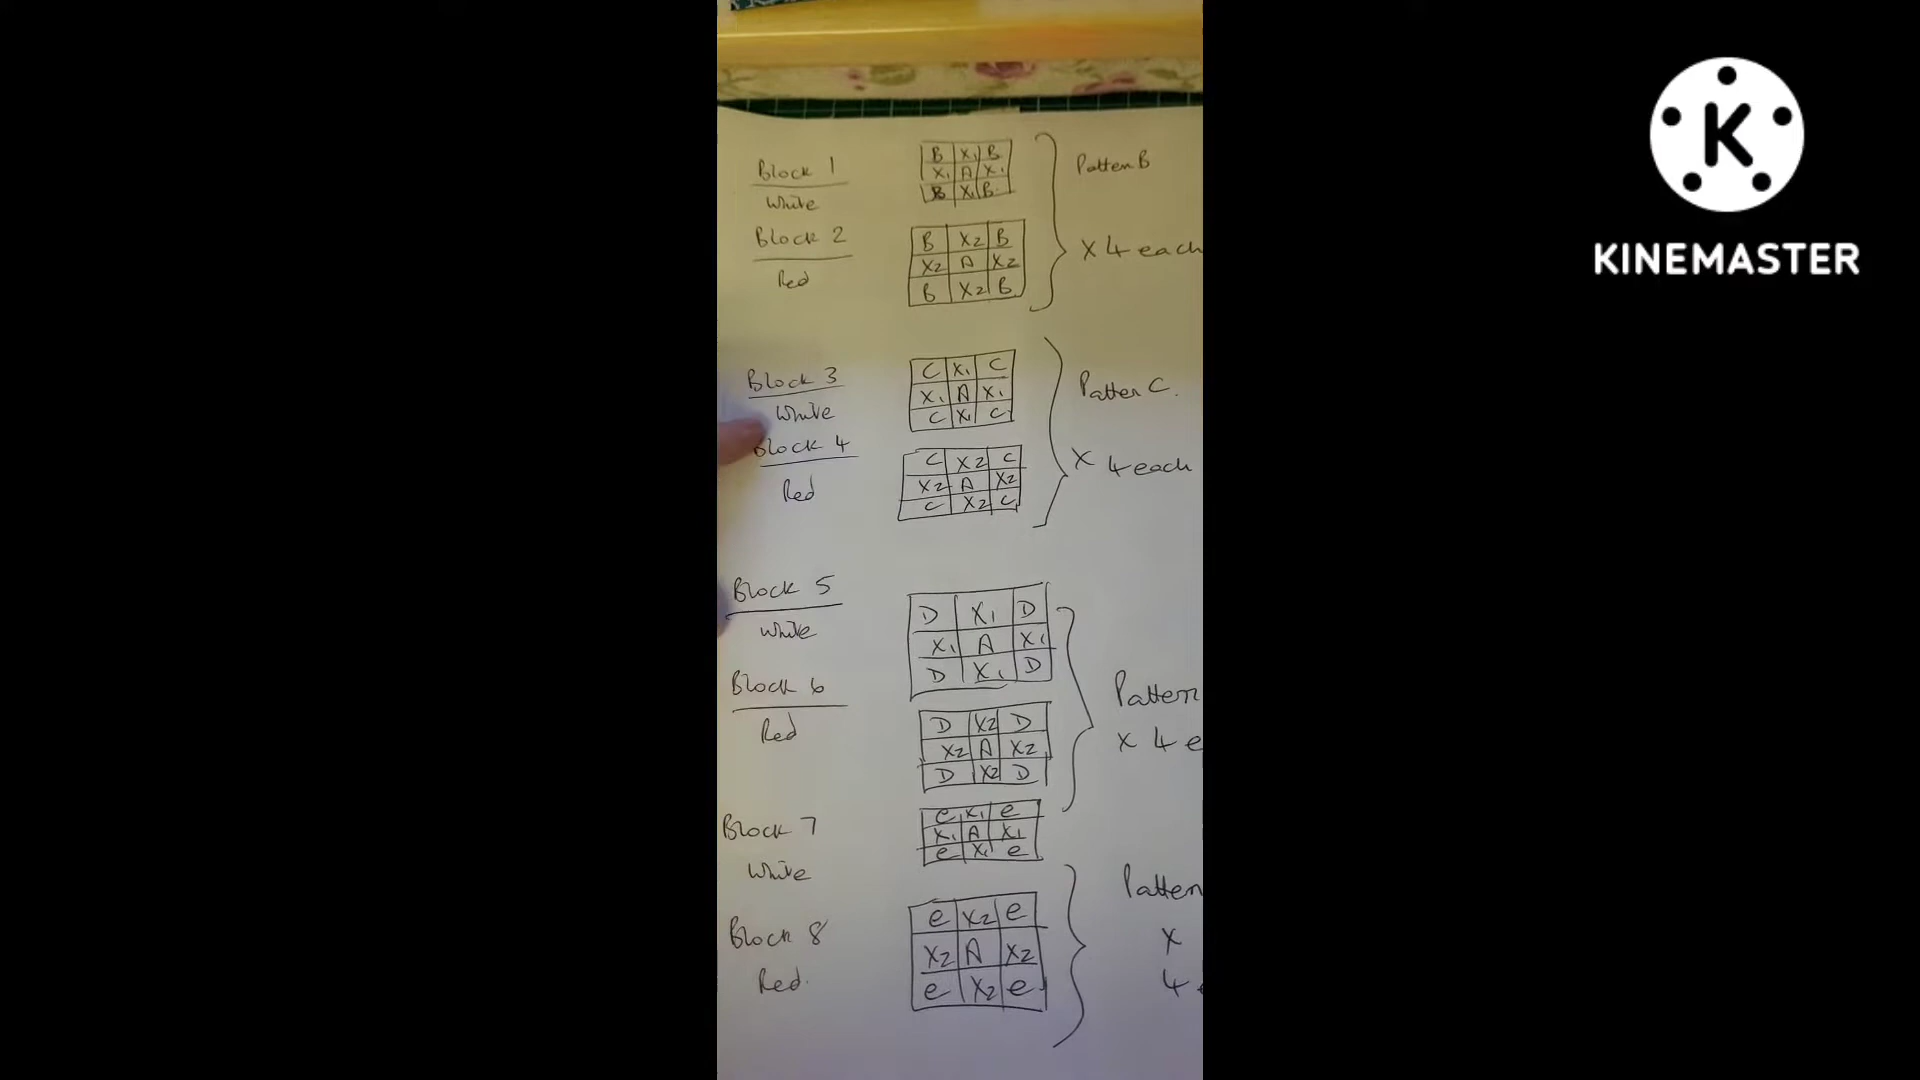 Block 1
White
B X1 B
X1 A X1
B X1 B
Patten B
Block 2
Red
B X2 B
X2 A X2
B X2 B
X 4 each
Block 3
White
C X1 C
X1 A X1
C X1 C
Patten C.
Block 4
Red
C X2 C
X2 A X2
C X2 C
X 4 each
Block 5
White
D X1 D
X1 A X1
D X1 D
Block 6
Red
D X2 D
X2 A X2
D X2 D
Pattern
X 4 e
Block 7
White
e X1 e
X1 A X1
e X1 e
Block 8
Red.
e X2 e
X2 A X2
e X2 e
Patten
X
4
K
KINEMASTER